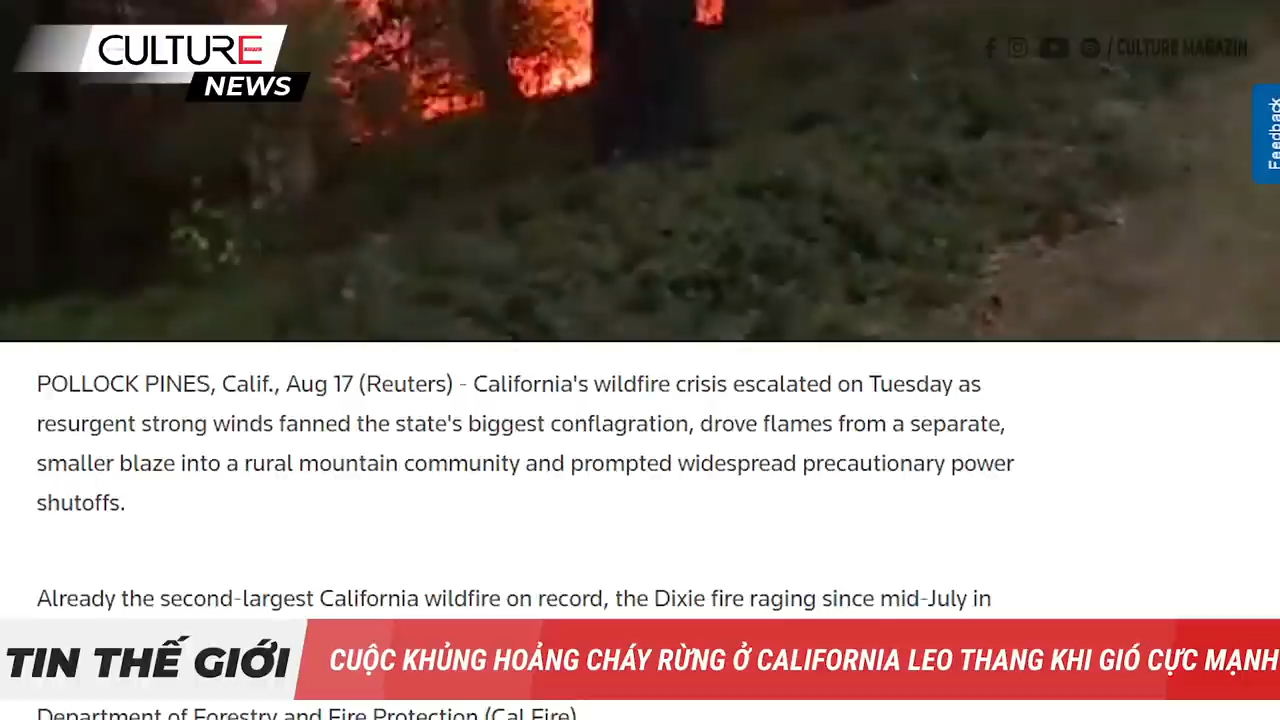 CULTURE
NEWS
/ CULTURE MAGAZIN
Feedback
POLLOCK PINES, Calif., Aug 17 (Reuters) - California's wildfire crisis escalated on Tuesday as
resurgent strong winds fanned the state's biggest conflagration, drove flames from a separate,
smaller blaze into a rural mountain community and prompted widespread precautionary power
shutoffs.
Already the second-largest California wildfire on record, the Dixie fire raging since mid-July in
TIN THẾ GIỚI
CUỘC KHỦNG HOẢNG CHÁY RỪNG Ở CALIFORNIA LEO THANG KHI GIÓ CỰC MẠNH
Department of Forestry and Fire Protection (Cal Fire)